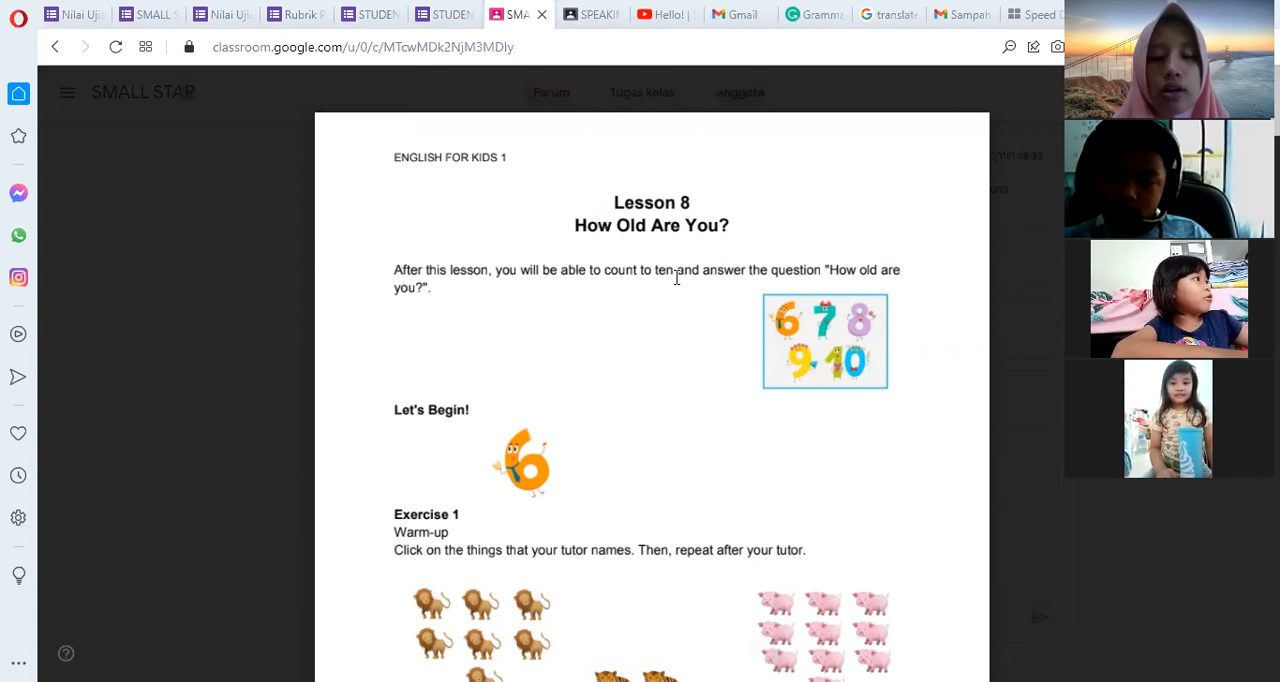 Nilai Uji
SMALL S
Nilai Uji
Rubrik P
STUDEN
STUDEN
SMA
SPEAKIN
Hello! | S
Gmail
Gramma
translate
Sampah
Speed D
classroom.google.com/u/0/c/MTcwMDk2NjM3MDIy
SMALL STAP
Forum
Tugas kelas
Anggota
ENGLISH FOR KIDS 1
Lesson 8
How Old Are You?
After this lesson, you will be able to count to ten and answer the question "How old are
you?".
6 7 8
9 10
Let's Begin!
6
Exercise 1
Warm-up
Click on the things that your tutor names. Then, repeat after your tutor.